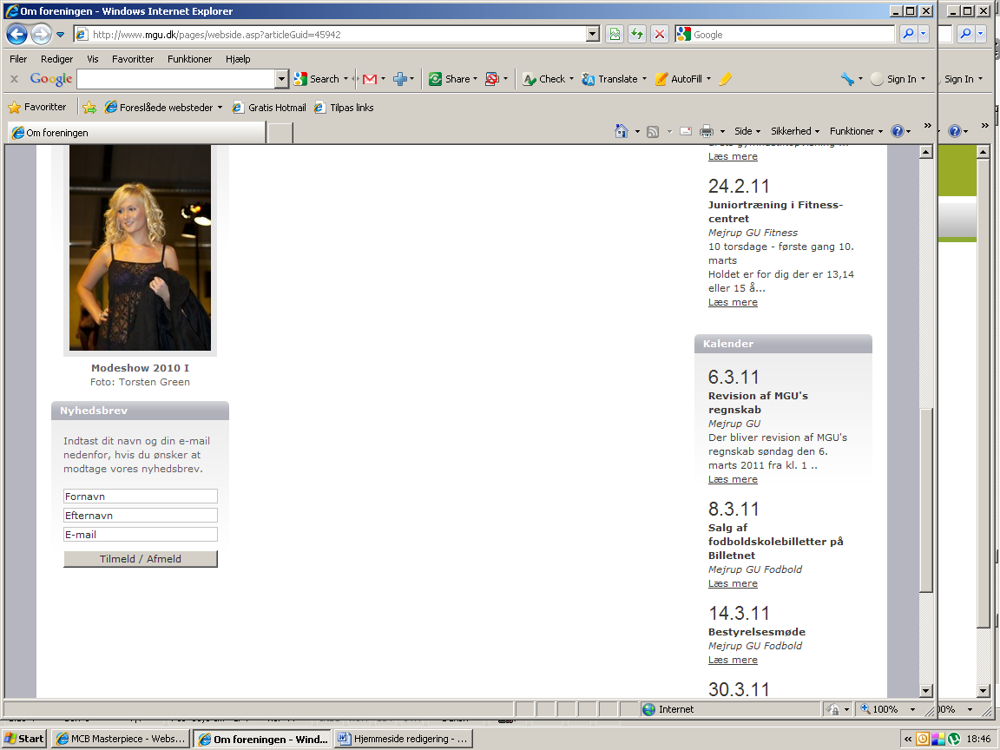 Om foreningen - Windows Internet Explorer
http://www.mgu.dk/pages/webside.asp?articleGuid=45942
Google
Filer Rediger Vis Favoritter Funktioner Hjælp
x Google Search Share Check Translate AutoFill Sign In Sign In
Favoritter Foreslåede websteder Gratis Hotmail Tilpas links
Om foreningen
Side Sikkerhed Funktioner » »
Modeshow 2010 I
Foto: Torsten Green
Nyhedsbrev
Indtast dit navn og din e-mail
nedenfor, hvis du ønsker at
modtage vores nyhedsbrev.
Fornavn
Efternavn
E-mail
Tilmeld / Afmeld
Læs mere
24.2.11
Juniortræning i Fitness-
centret
Mejrup GU Fitness
10 torsdage - første gang 10.
marts
Holdet er for dig der er 13,14
eller 15 å...
Læs mere
Kalender
6.3.11
Revision af MGU's
regnskab
Mejrup GU
Der bliver revision af MGU's
regnskab søndag den 6.
marts 2011 fra kl. 1 ..
Læs mere
8.3.11
Salg af
fodboldskolebilletter på
Billetnet
Mejrup GU Fodbold
Læs mere
14.3.11
Bestyrelsesmøde
Mejrup GU Fodbold
Læs mere
30.3.11
Internet 100% 00%
Start MCB Masterpiece - Webs... Om foreningen - Wind... Hjemmeside redigering - ... « 18:46